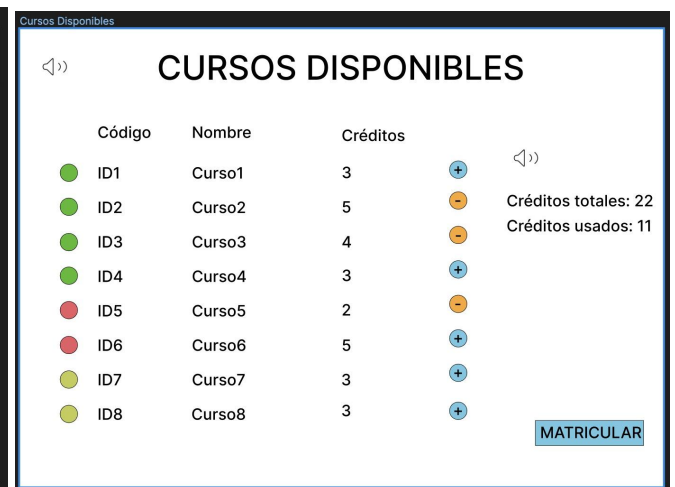 Cursos Disponibles
CURSOS DISPONIBLES
Código Nombre Créditos
ID1 Curso1 3 +
ID2 Curso2 5 -
ID3 Curso3 4 -
ID4 Curso4 3 +
ID5 Curso5 2 -
ID6 Curso6 5 +
ID7 Curso7 3 +
ID8 Curso8 3 +
Créditos totales: 22
Créditos usados: 11
MATRICULAR